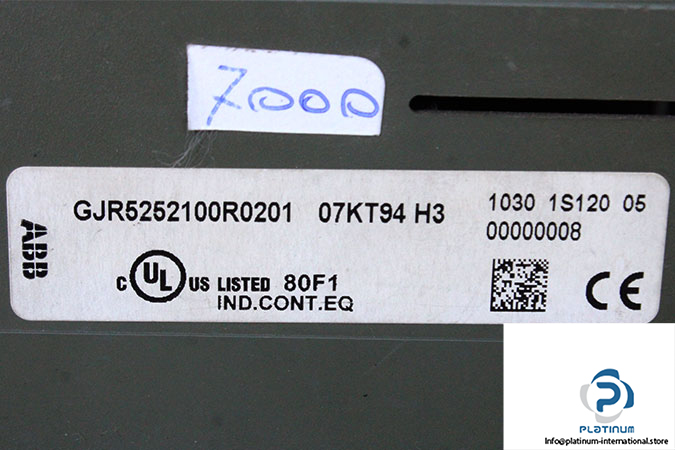 7000
ABB
GJR5252100R0201 07KT94 H3
1030 1S120 05
00000008
C UL US LISTED 80F1
IND.CONT.EQ
CE
PLATINUM
Info@platinum-international.store